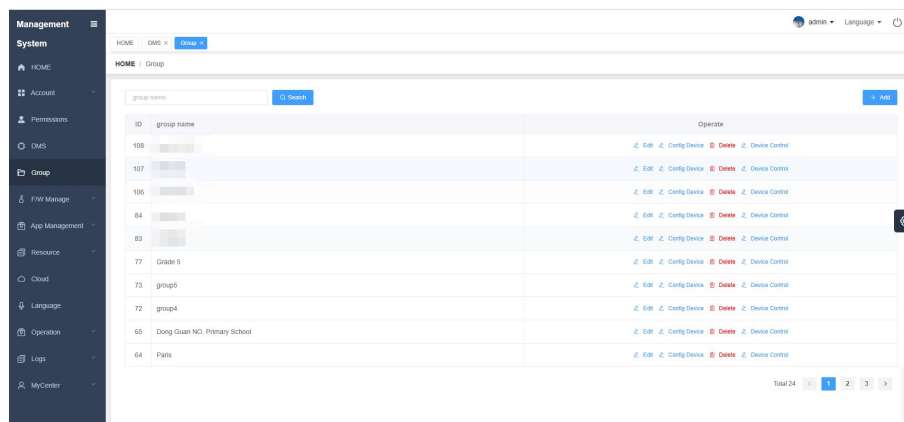 Management
System
admin
Language
HOME
DMS ×
Group ×
HOME / Group
HOME
Account
Permissions
DMS
Group
F/W Manage
App Management
Resource
Cloud
Language
Operation
Logs
MyCenter
group name
Search
+ Add
ID group name Operate
108 Edit Config Device Delete Device Control
107 Edit Config Device Delete Device Control
106 Edit Config Device Delete Device Control
84 Edit Config Device Delete Device Control
83 Edit Config Device Delete Device Control
77 Grade 5 Edit Config Device Delete Device Control
73 group5 Edit Config Device Delete Device Control
72 group4 Edit Config Device Delete Device Control
65 Dong Guan NO. Primary School Edit Config Device Delete Device Control
64 Paris Edit Config Device Delete Device Control
Total 24 < 1 2 3 >